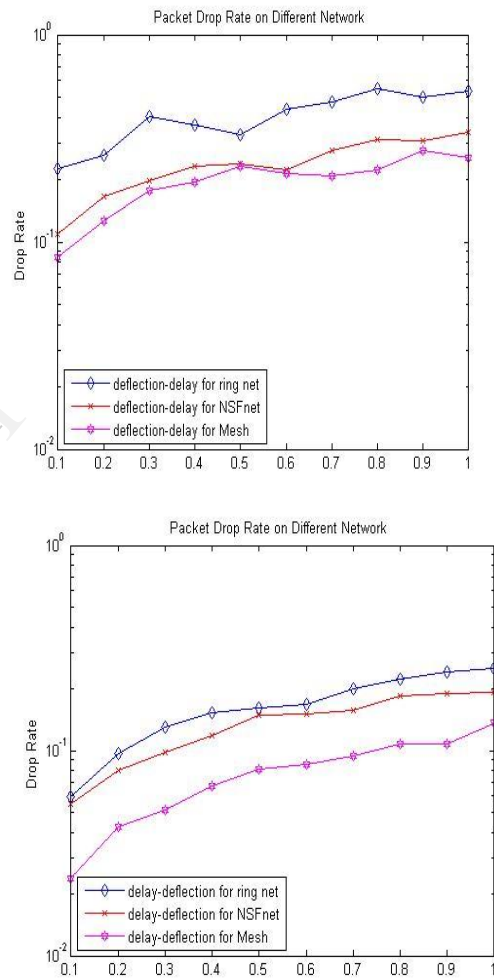 Packet Drop Rate on Different Network
10^0
10^-1
10^-2
Drop Rate
deflection-delay for ring net
deflection-delay for NSFnet
deflection-delay for Mesh
0.1 0.2 0.3 0.4 0.5 0.6 0.7 0.8 0.9 1
Packet Drop Rate on Different Network
10^0
10^-1
10^-2
Drop Rate
delay-deflection for ring net
delay-deflection for NSFnet
delay-deflection for Mesh
0.1 0.2 0.3 0.4 0.5 0.6 0.7 0.8 0.9